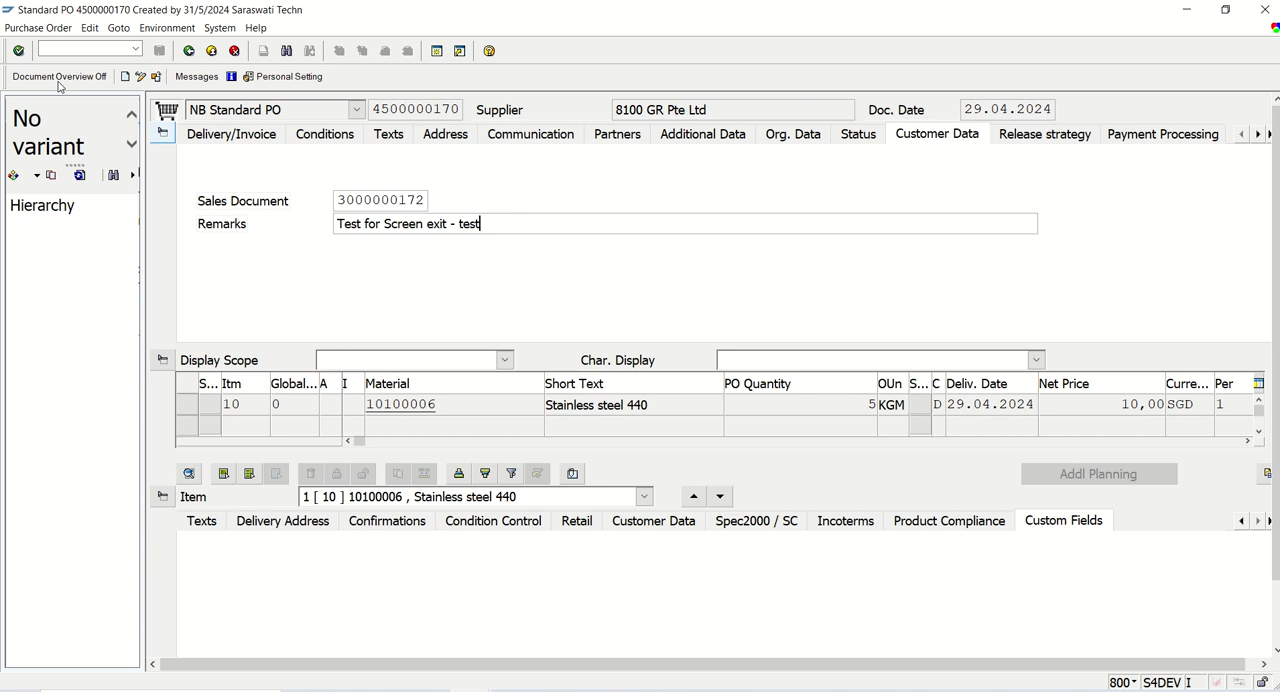 Standard PO 4500000170 Created by 31/5/2024 Saraswati Techn
Purchase Order Edit Goto Environment System Help
Document Overview Off Messages Personal Setting
No variant
Hierarchy
NB Standard PO 4500000170 Supplier 8100 GR Pte Ltd Doc. Date 29.04.2024
Delivery/Invoice Conditions Texts Address Communication Partners Additional Data Org. Data Status Customer Data Release strategy Payment Processing
Sales Document 3000000172
Remarks Test for Screen exit - test
Display Scope Char. Display
S... Itm Global... A I Material Short Text PO Quantity OUn S... C Deliv. Date Net Price Curre... Per
10 0 10100006 Stainless steel 440 5 KGM D 29.04.2024 10,00 SGD 1
Addl Planning
Item 1 [ 10 ] 10100006 , Stainless steel 440
Texts Delivery Address Confirmations Condition Control Retail Customer Data Spec2000 / SC Incoterms Product Compliance Custom Fields
800 S4DEV I